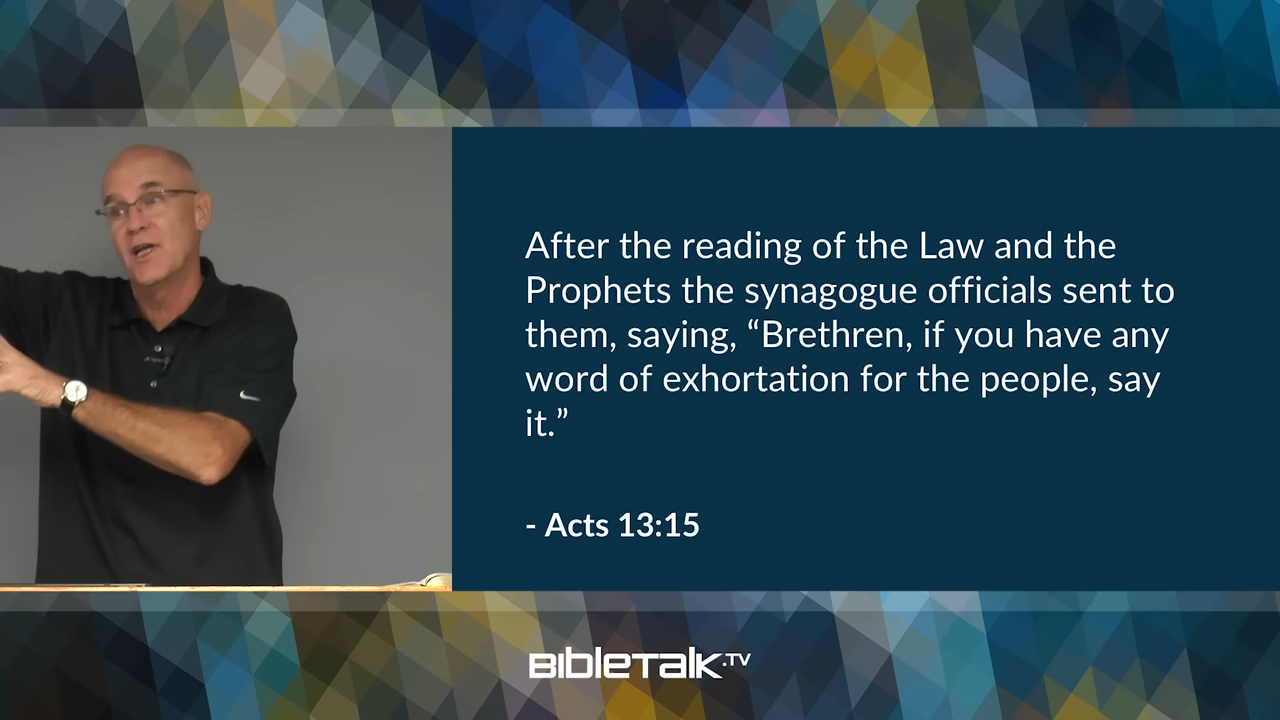 After the reading of the Law and the
Prophets the synagogue officials sent to
them, saying, “Brethren, if you have any
word of exhortation for the people, say
it.”
- Acts 13:15
BIBLETALK.TV